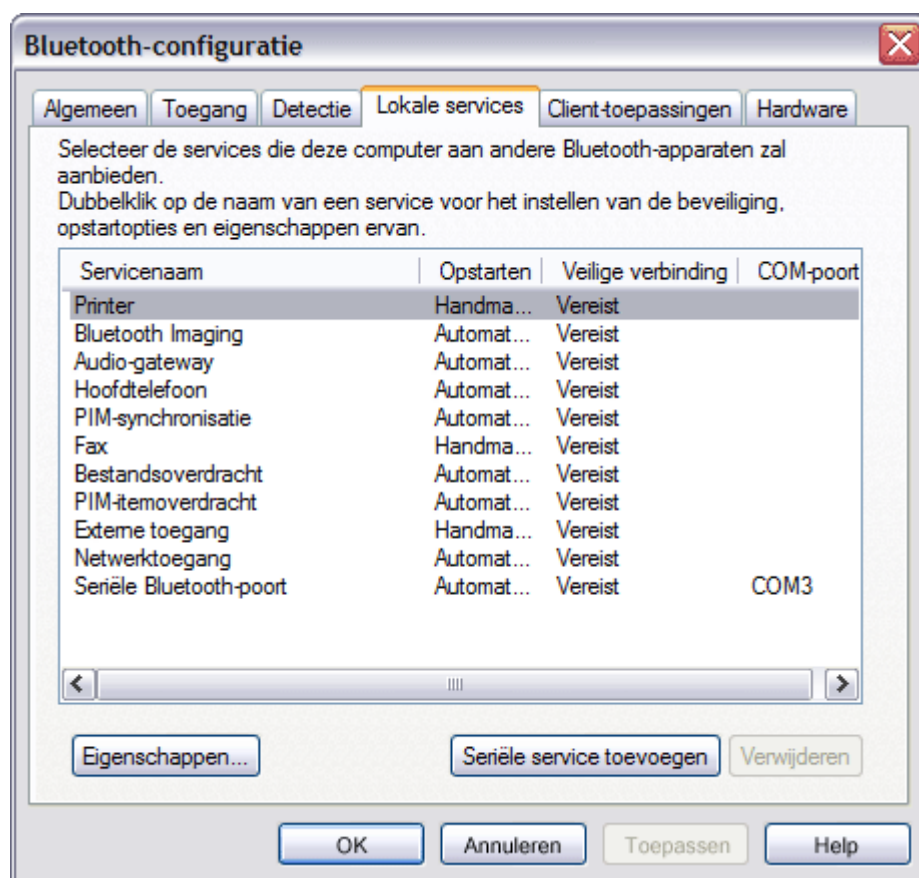 Bluetooth-configuratie
Algemeen Toegang Detectie Lokale services Client-toepassingen Hardware
Selecteer de services die deze computer aan andere Bluetooth-apparaten zal
aanbieden.
Dubbelklik op de naam van een service voor het instellen van de beveiliging,
opstartopties en eigenschappen ervan.
Servicenaam Opstarten Veilige verbinding COM-poort
Printer Handma... Vereist
Bluetooth Imaging Automat... Vereist
Audio-gateway Automat... Vereist
Hoofdtelefoon Automat... Vereist
PIM-synchronisatie Automat... Vereist
Fax Handma... Vereist
Bestandsoverdracht Automat... Vereist
PIM-itemoverdracht Automat... Vereist
Externe toegang Handma... Vereist
Netwerktoegang Automat... Vereist
Seriële Bluetooth-poort Automat... Vereist COM3
Eigenschappen... Seriële service toevoegen Verwijderen
OK Annuleren Toepassen Help